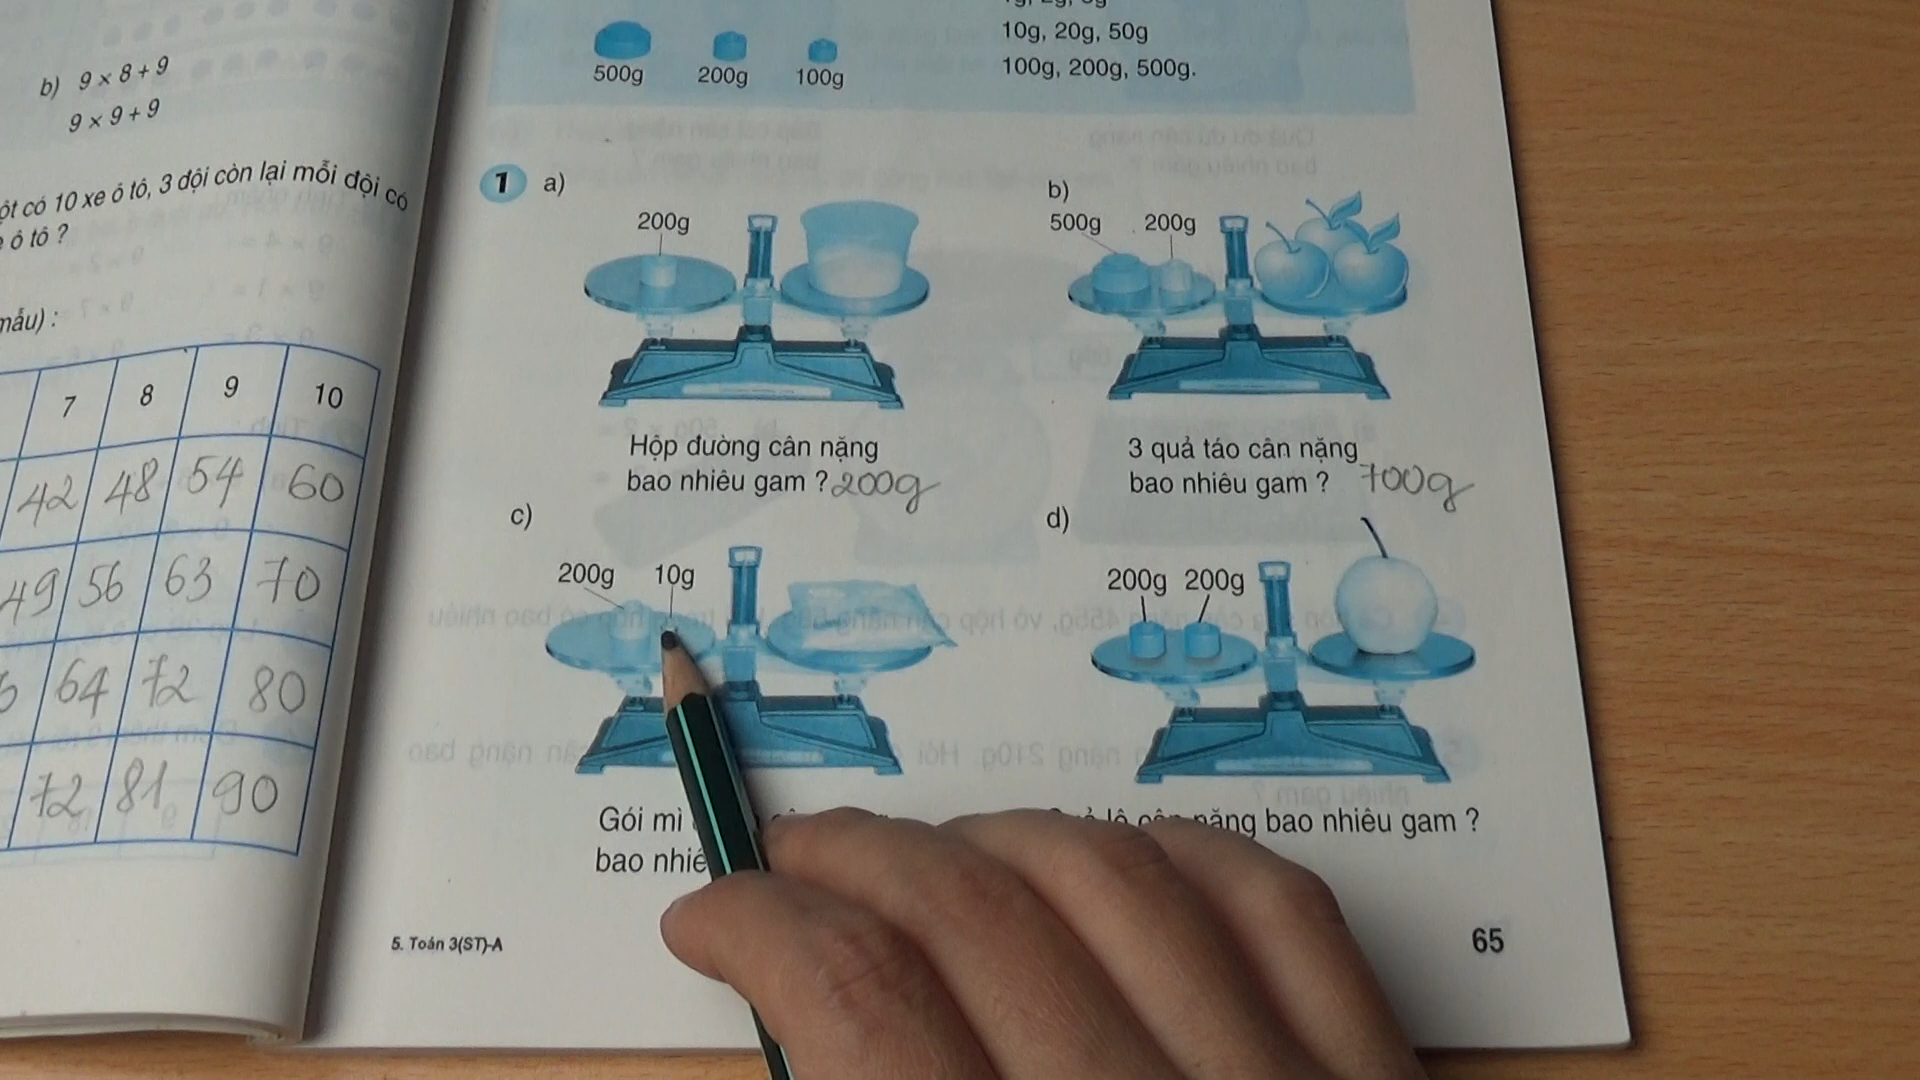 b) 9 × 8 + 9
9 × 9 + 9
ột có 10 xe ô tô, 3 đội còn lại mỗi đội có
ô tô ?
mẫu) :
7 8 9 10
42 48 54 60
49 56 63 70
64 72 80
72 81 90
10g, 20g, 50g
100g, 200g, 500g.
500g 200g 100g
1 a)
200g
Hộp đường cân nặng
bao nhiêu gam ? 200g
b)
500g 200g
3 quả táo cân nặng
bao nhiêu gam ? 700g
c)
200g 10g
Gói mì
bao nhiê
d)
200g 200g
lê cân nặng bao nhiêu gam ?
5. Toán 3(ST)-A
65